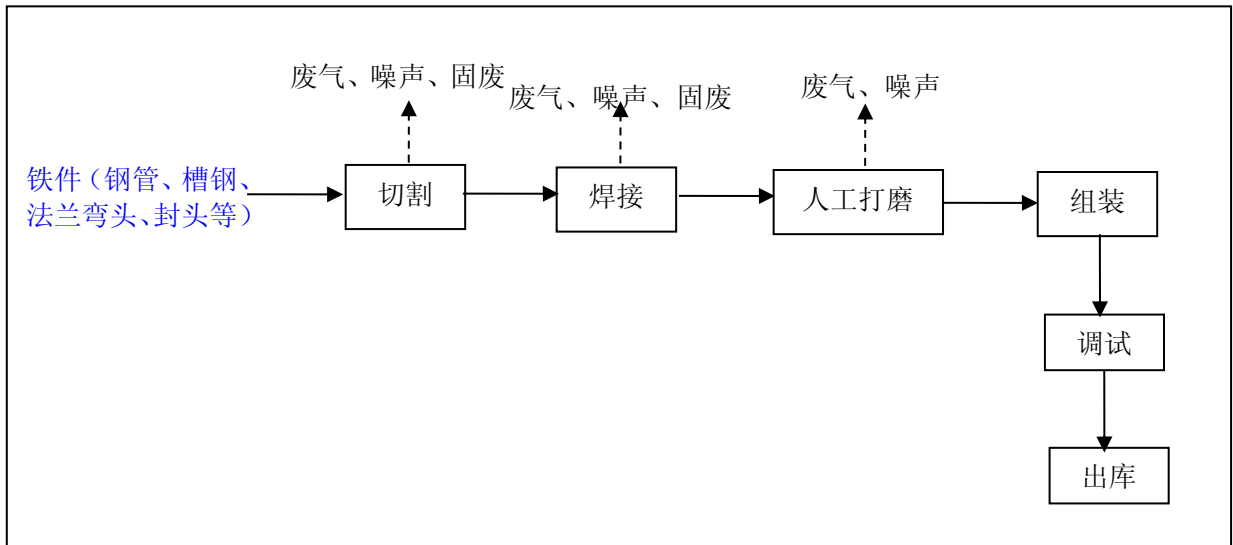 废气、噪声、固废
废气、噪声、固废
废气、噪声
铁件（钢管、槽钢、
法兰弯头、封头等）
切割
焊接
人工打磨
组装
调试
出库